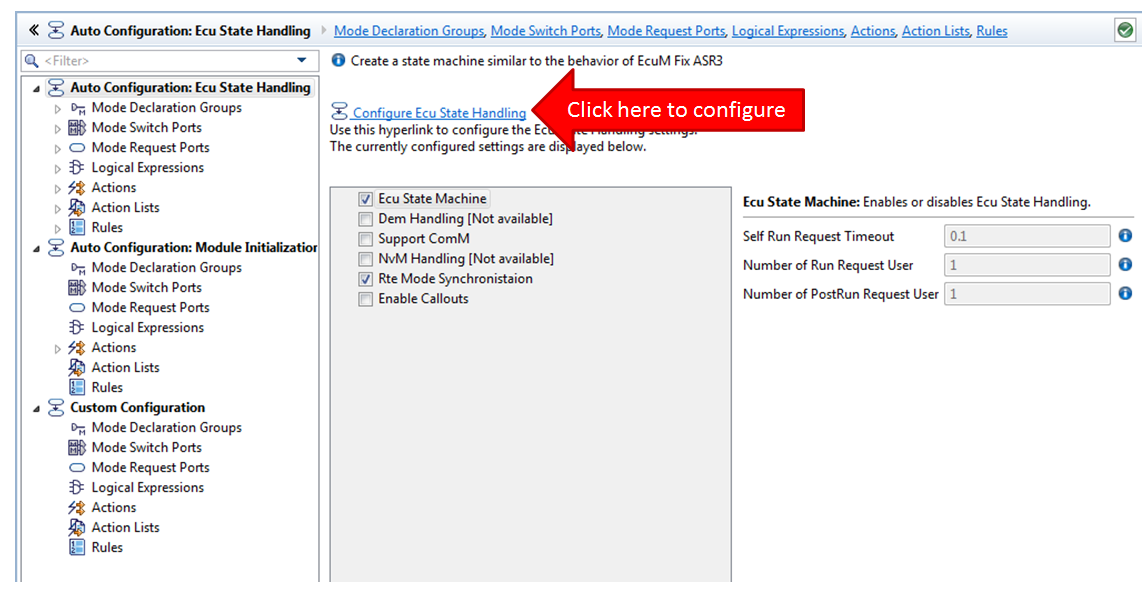 Auto Configuration: Ecu State Handling Mode Declaration Groups, Mode Switch Ports, Mode Request Ports, Logical Expressions, Actions, Action Lists, Rules
<Filter>
Auto Configuration: Ecu State Handling
Mode Declaration Groups
Mode Switch Ports
Mode Request Ports
Logical Expressions
Actions
Action Lists
Rules
Auto Configuration: Module Initialization
Mode Declaration Groups
Mode Switch Ports
Mode Request Ports
Logical Expressions
Actions
Action Lists
Rules
Custom Configuration
Mode Declaration Groups
Mode Switch Ports
Mode Request Ports
Logical Expressions
Actions
Action Lists
Rules
Create a state machine similar to the behavior of EcuM Fix ASR3
Configure Ecu State Handling
Click here to configure
Use this hyperlink to configure the Ecu State Handling settings.
The currently configured settings are displayed below.
Ecu State Machine
Dem Handling [Not available]
Support ComM
NvM Handling [Not available]
Rte Mode Synchronistaion
Enable Callouts
Ecu State Machine: Enables or disables Ecu State Handling.
Self Run Request Timeout 0.1
Number of Run Request User 1
Number of PostRun Request User 1